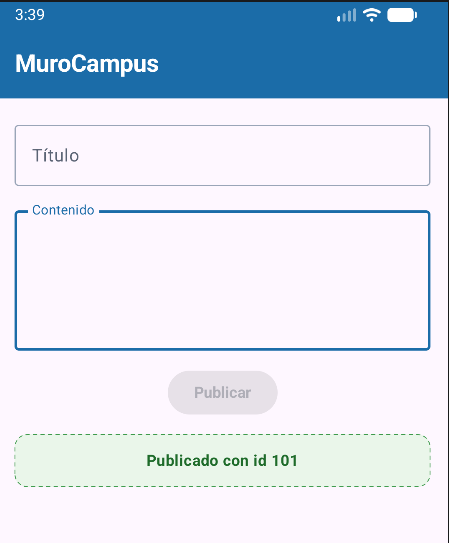 3:39
MuroCampus
Título
Contenido
Publicar
Publicado con id 101